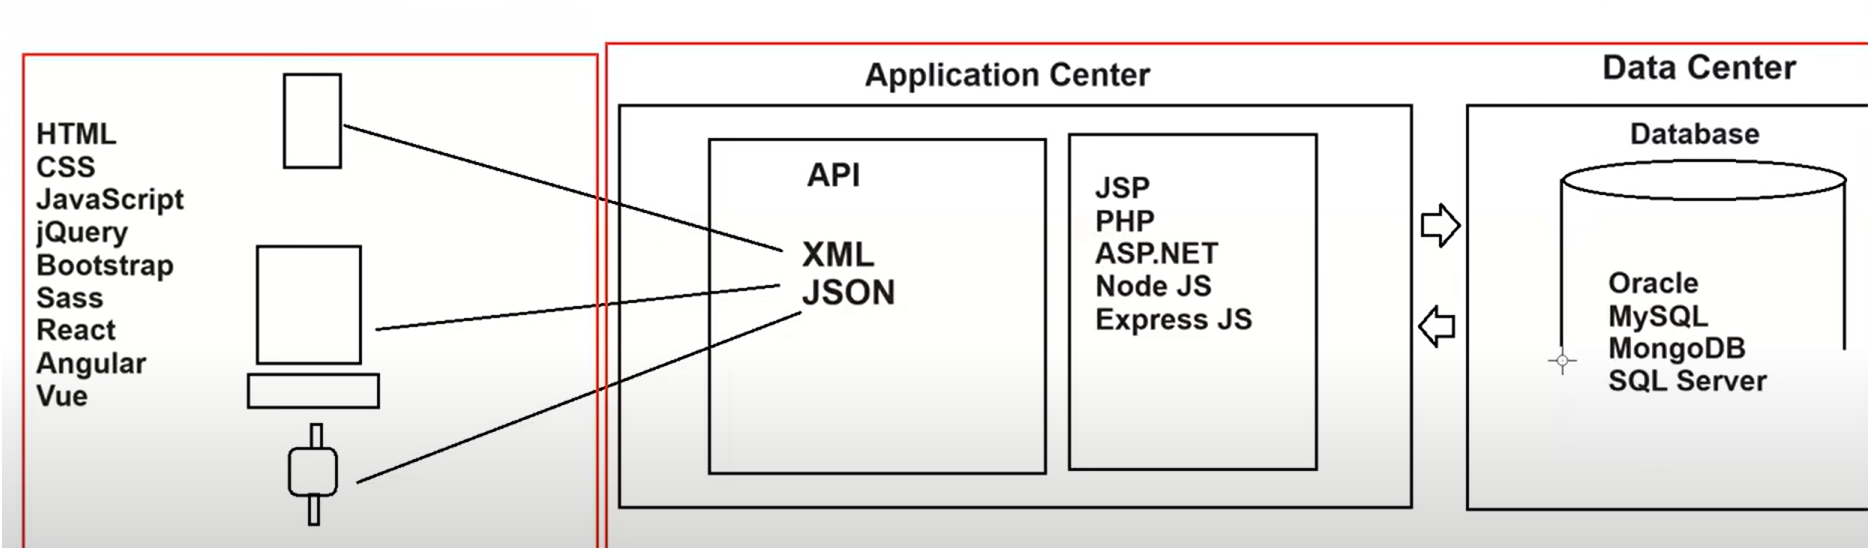 HTML
CSS
JavaScript
jQuery
Bootstrap
Sass
React
Angular
Vue
Application Center
API
XML
JSON
JSP
PHP
ASP.NET
Node JS
Express JS
Data Center
Database
Oracle
MySQL
MongoDB
SQL Server